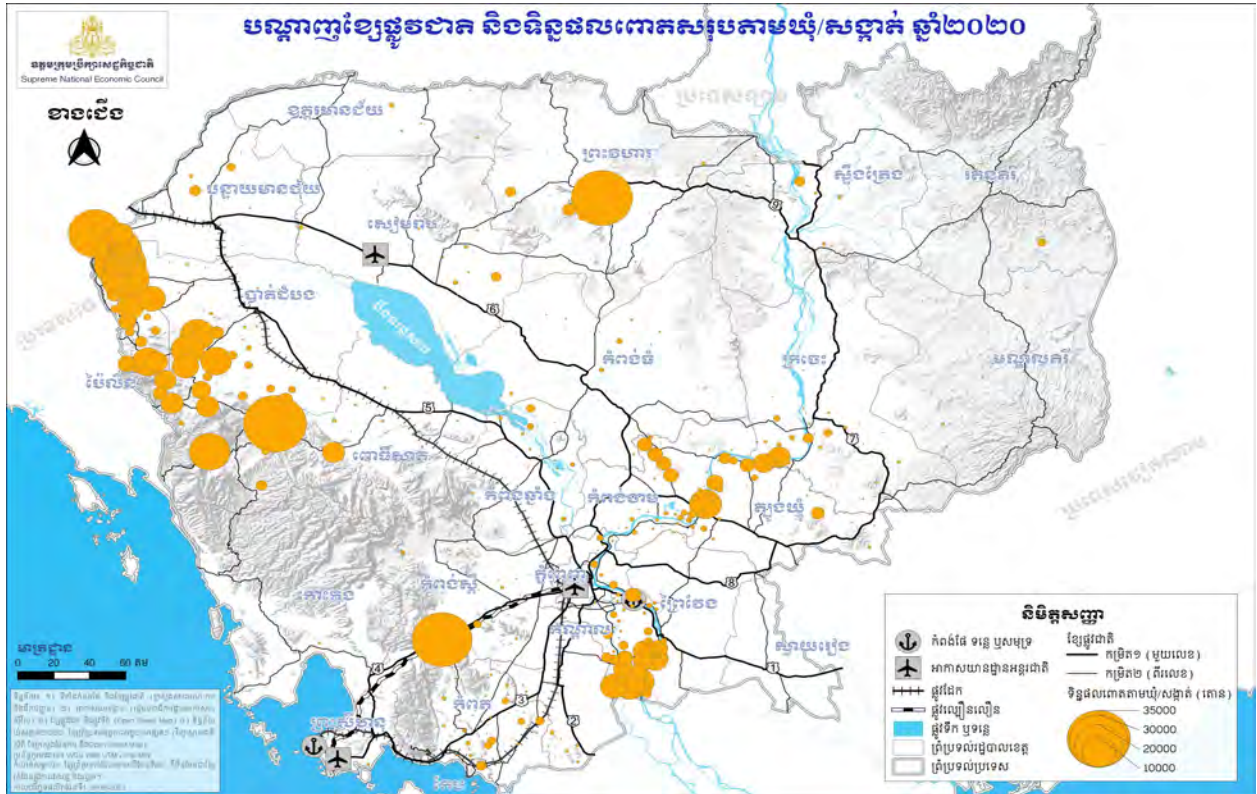 បណ្តាញខ្សែផ្លូវជាតិ និងទិន្នផលពោតសរុបតាមឃុំ/សង្កាត់ ឆ្នាំ២០២០
ឧត្តមក្រុមប្រឹក្សាសេដ្ឋកិច្ចជាតិ
Supreme National Economic Council
ខាងជើង
ប្រទេសឡាវ
ឧត្តរមានជ័យ
ព្រះវិហារ
ស្ទឹងត្រែង
រតនគិរី
បន្ទាយមានជ័យ
9
សៀមរាប
បាត់ដំបង
6
ប៉ៃលិន
កំពង់ធំ
ក្រចេះ
មណ្ឌលគិរី
5
7
ពោធិ៍សាត់
កំពង់ឆ្នាំង
កំពង់ចាម
ត្បូងឃ្មុំ
ប្រទេសវៀតណាម
កោះកុង
កំពង់ស្ពឺ
ភ្នំពេញ
8
ព្រៃវែង
កណ្តាល
ស្វាយរៀង
1
មាត្រដ្ឋាន
0 20 40 60 គម
4
កំពត
3
2
ព្រះសីហនុ
កែប
និមិត្តសញ្ញា
កំពង់ផែ ទន្លេ ឬសមុទ្រ
អាកាសយានដ្ឋានអន្តរជាតិ
ផ្លូវដែក
ផ្លូវល្បឿនលឿន
ផ្លូវទឹក ឬទន្លេ
ព្រំប្រទល់រដ្ឋបាលខេត្ត
ព្រំប្រទល់ប្រទេស
ខ្សែផ្លូវជាតិ
កម្រិត១ (មួយលេខ)
កម្រិត២ (ពីរលេខ)
ទិន្នផលពោតតាមឃុំ/សង្កាត់ (តោន)
35000
30000
20000
10000